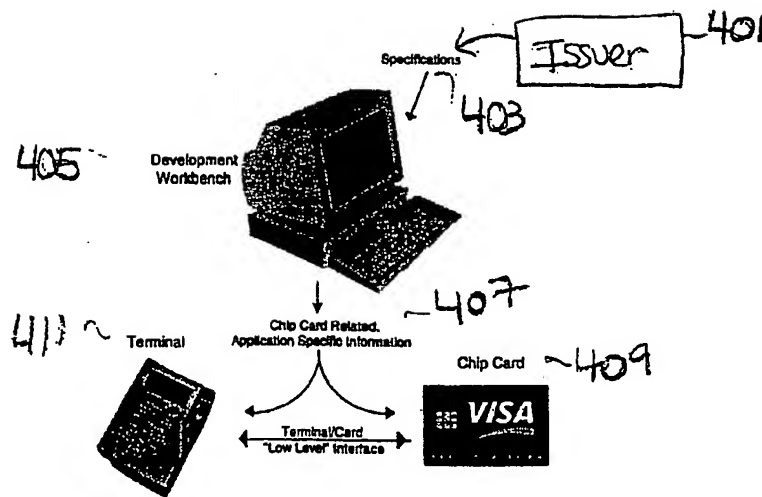 Issuer
401
Specifications
403
405
Development
Workbench
407
Chip Card Related,
Application Specific Information
Terminal
Chip Card
409
VISA
Terminal/Card
"Low Level" Interface